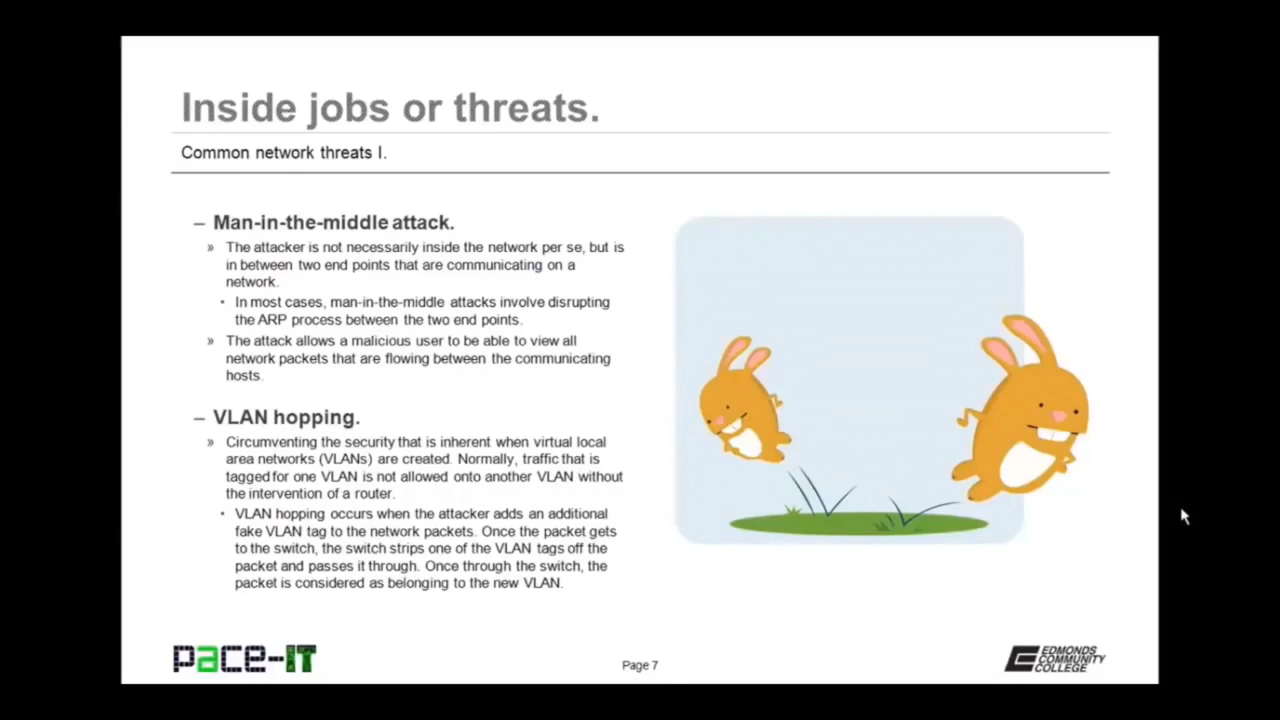 Inside jobs or threats.
Common network threats I.
– Man-in-the-middle attack.
» The attacker is not necessarily inside the network per se, but is
in between two end points that are communicating on a
network.
• In most cases, man-in-the-middle attacks involve disrupting
the ARP process between the two end points.
» The attack allows a malicious user to be able to view all
network packets that are flowing between the communicating
hosts.
– VLAN hopping.
» Circumventing the security that is inherent when virtual local
area networks (VLANs) are created. Normally, traffic that is
tagged for one VLAN is not allowed onto another VLAN without
the intervention of a router.
• VLAN hopping occurs when the attacker adds an additional
fake VLAN tag to the network packets. Once the packet gets
to the switch, the switch strips one of the VLAN tags off the
packet and passes it through. Once through the switch, the
packet is considered as belonging to the new VLAN.
pace-IT
Page 7
EDMONDS
COMMUNITY
COLLEGE